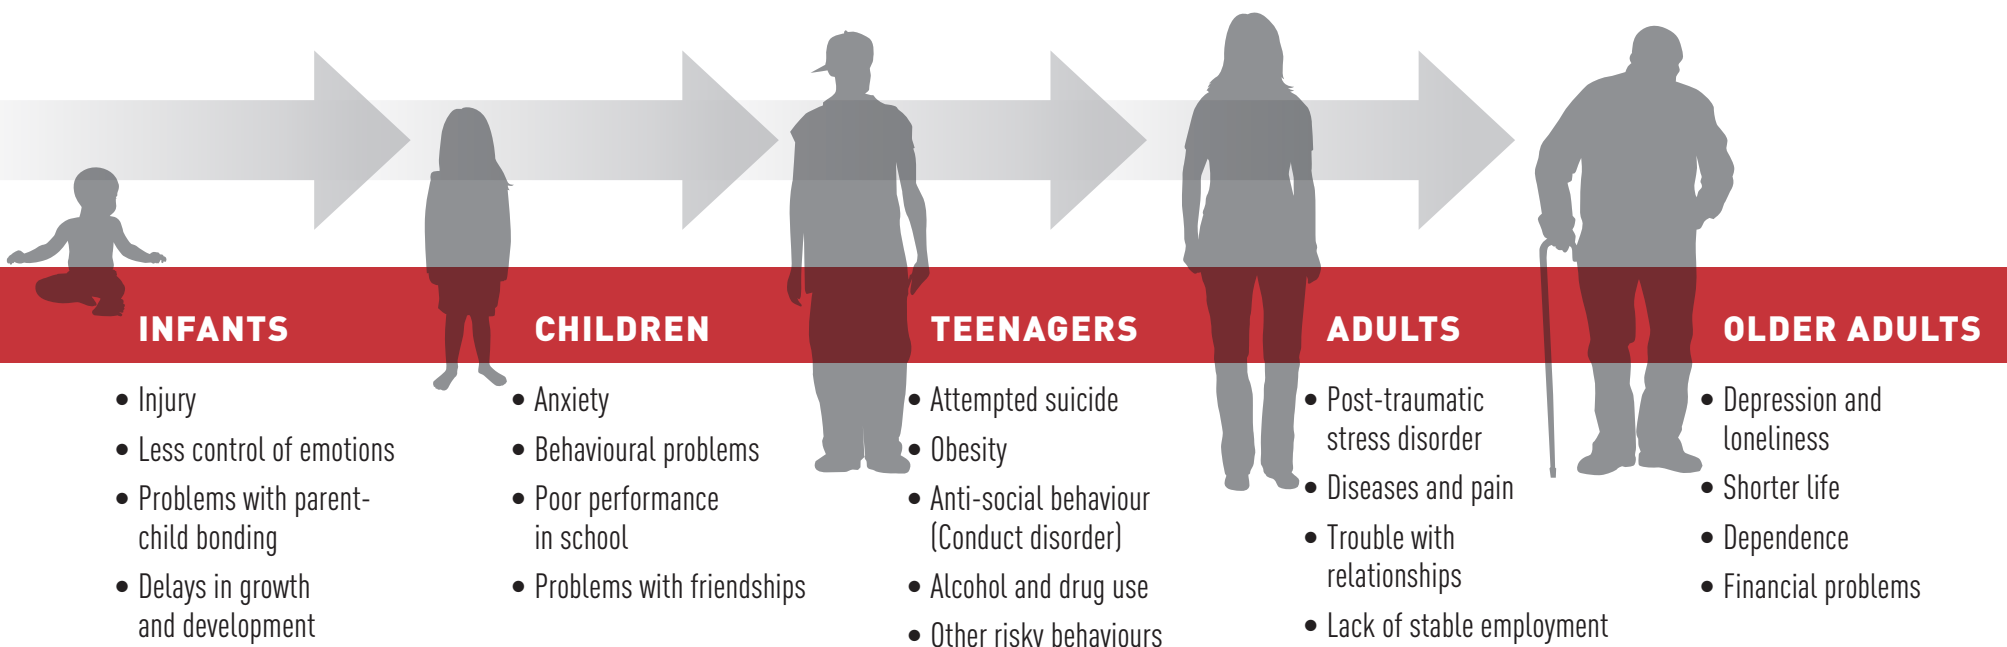 INFANTS
• Injury
• Less control of emotions
• Problems with parent-
child bonding
• Delays in growth
and development
CHILDREN
• Anxiety
• Behavioural problems
• Poor performance
in school
• Problems with friendships
TEENAGERS
• Attempted suicide
• Obesity
• Anti-social behaviour
(Conduct disorder)
• Alcohol and drug use
• Other risky behaviours
ADULTS
• Post-traumatic
stress disorder
• Diseases and pain
• Trouble with
relationships
• Lack of stable employment
OLDER ADULTS
• Depression and
loneliness
• Shorter life
• Dependence
• Financial problems